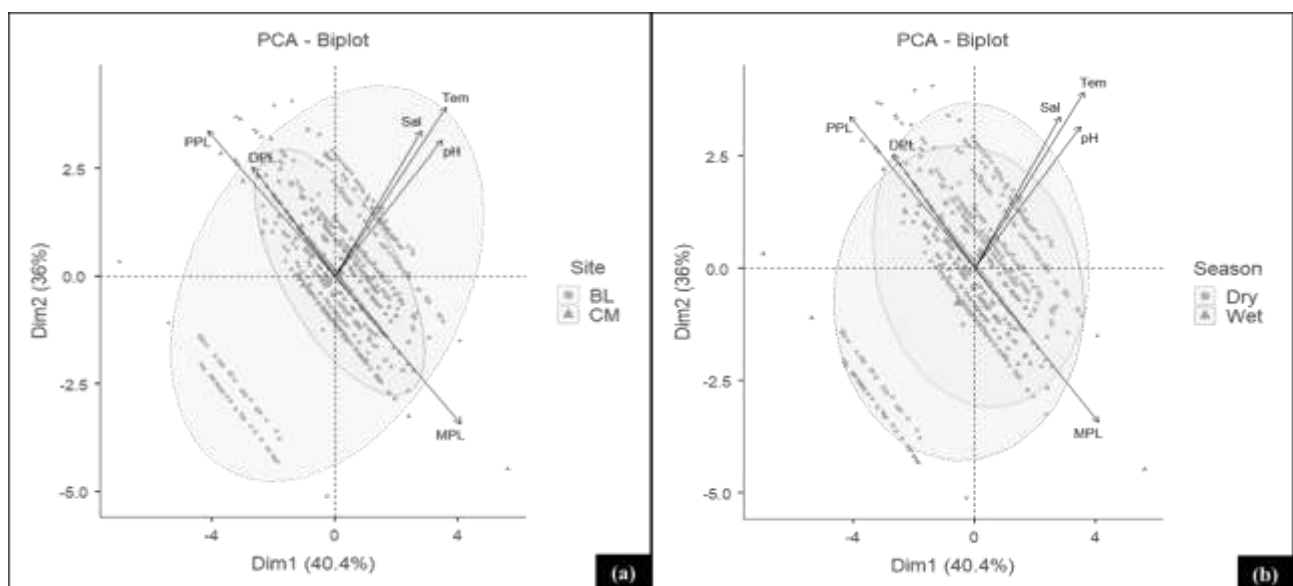 PCA - Biplot
Tem
Sal
PPL
pH
DPL
2.5
0.0
-2.5
-5.0
MPL
Dim2 (36%)
-4
0
4
Dim1 (40.4%)
Site
BL
CM
(a)
PCA - Biplot
Tem
Sal
PPL
pH
DPL
2.5
0.0
-2.5
-5.0
MPL
Dim2 (36%)
-4
0
4
Dim1 (40.4%)
Season
Dry
Wet
(b)